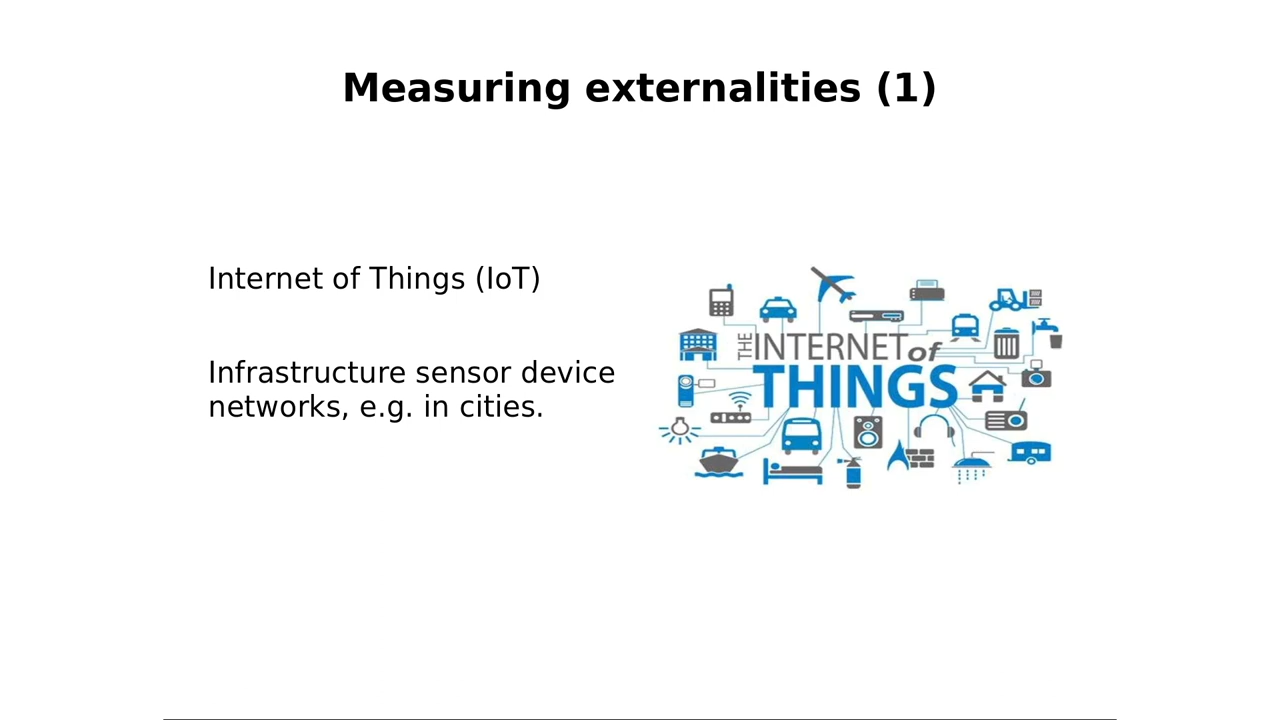 Measuring externalities (1)
Internet of Things (IoT)
Infrastructure sensor device
networks, e.g. in cities.
THE INTERNET of
THINGS